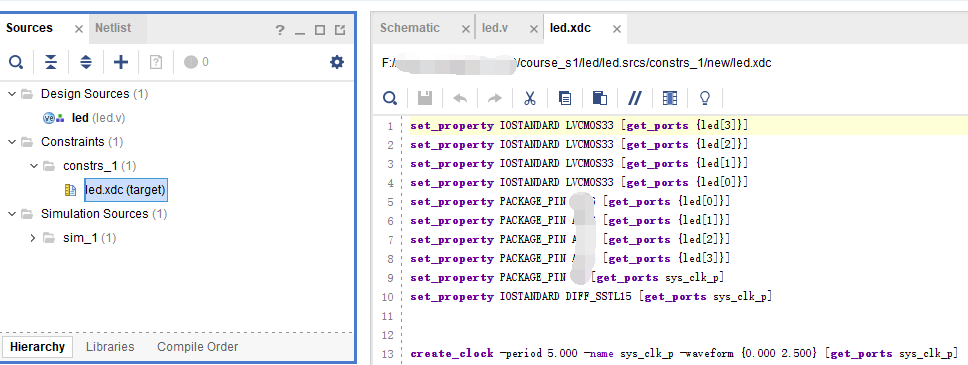 Sources
Netlist
0
Design Sources (1)
led (led.v)
Constraints (1)
constrs_1 (1)
led.xdc (target)
Simulation Sources (1)
sim_1 (1)
Hierarchy Libraries Compile Order
Schematic led.v led.xdc
F:/ /course_s1/led/led.srcs/constrs_1/new/led.xdc
1 set_property IOSTANDARD LVCMOS33 [get_ports {led[3]}]
2 set_property IOSTANDARD LVCMOS33 [get_ports {led[2]}]
3 set_property IOSTANDARD LVCMOS33 [get_ports {led[1]}]
4 set_property IOSTANDARD LVCMOS33 [get_ports {led[0]}]
5 set_property PACKAGE_PIN [get_ports {led[0]}]
6 set_property PACKAGE_PIN [get_ports {led[1]}]
7 set_property PACKAGE_PIN [get_ports {led[2]}]
8 set_property PACKAGE_PIN [get_ports {led[3]}]
9 set_property PACKAGE_PIN [get_ports sys_clk_p]
10 set_property IOSTANDARD DIFF_SSTL15 [get_ports sys_clk_p]
11
12
13 create_clock -period 5.000 -name sys_clk_p -waveform {0.000 2.500} [get_ports sys_clk_p]